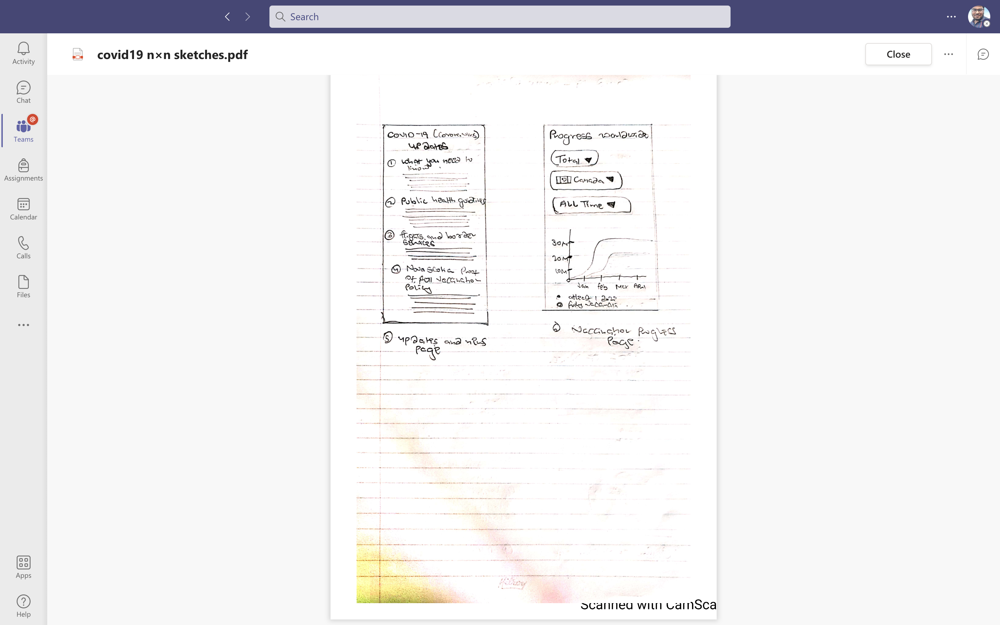 Search
Activity
Chat
@
Teams
Assignments
Calendar
Calls
Files
Apps
Help
covid19 n×n sketches.pdf
Close
COVID-19 (Coronavirus)
updates
① What you need to
know
② Public health guidlines
③ flights and border
services
④ Nova Scotia Proof
of full Vaccination
Policy
⑤ updates and news
page
Progress worldwide
Total ▼
Canada ▼
ALL Time ▼
30M
20M
10M
0
Jan Feb Mar April
atleast 1
fully
6 Vaccination Progress
Page.
Scanned with CamSca